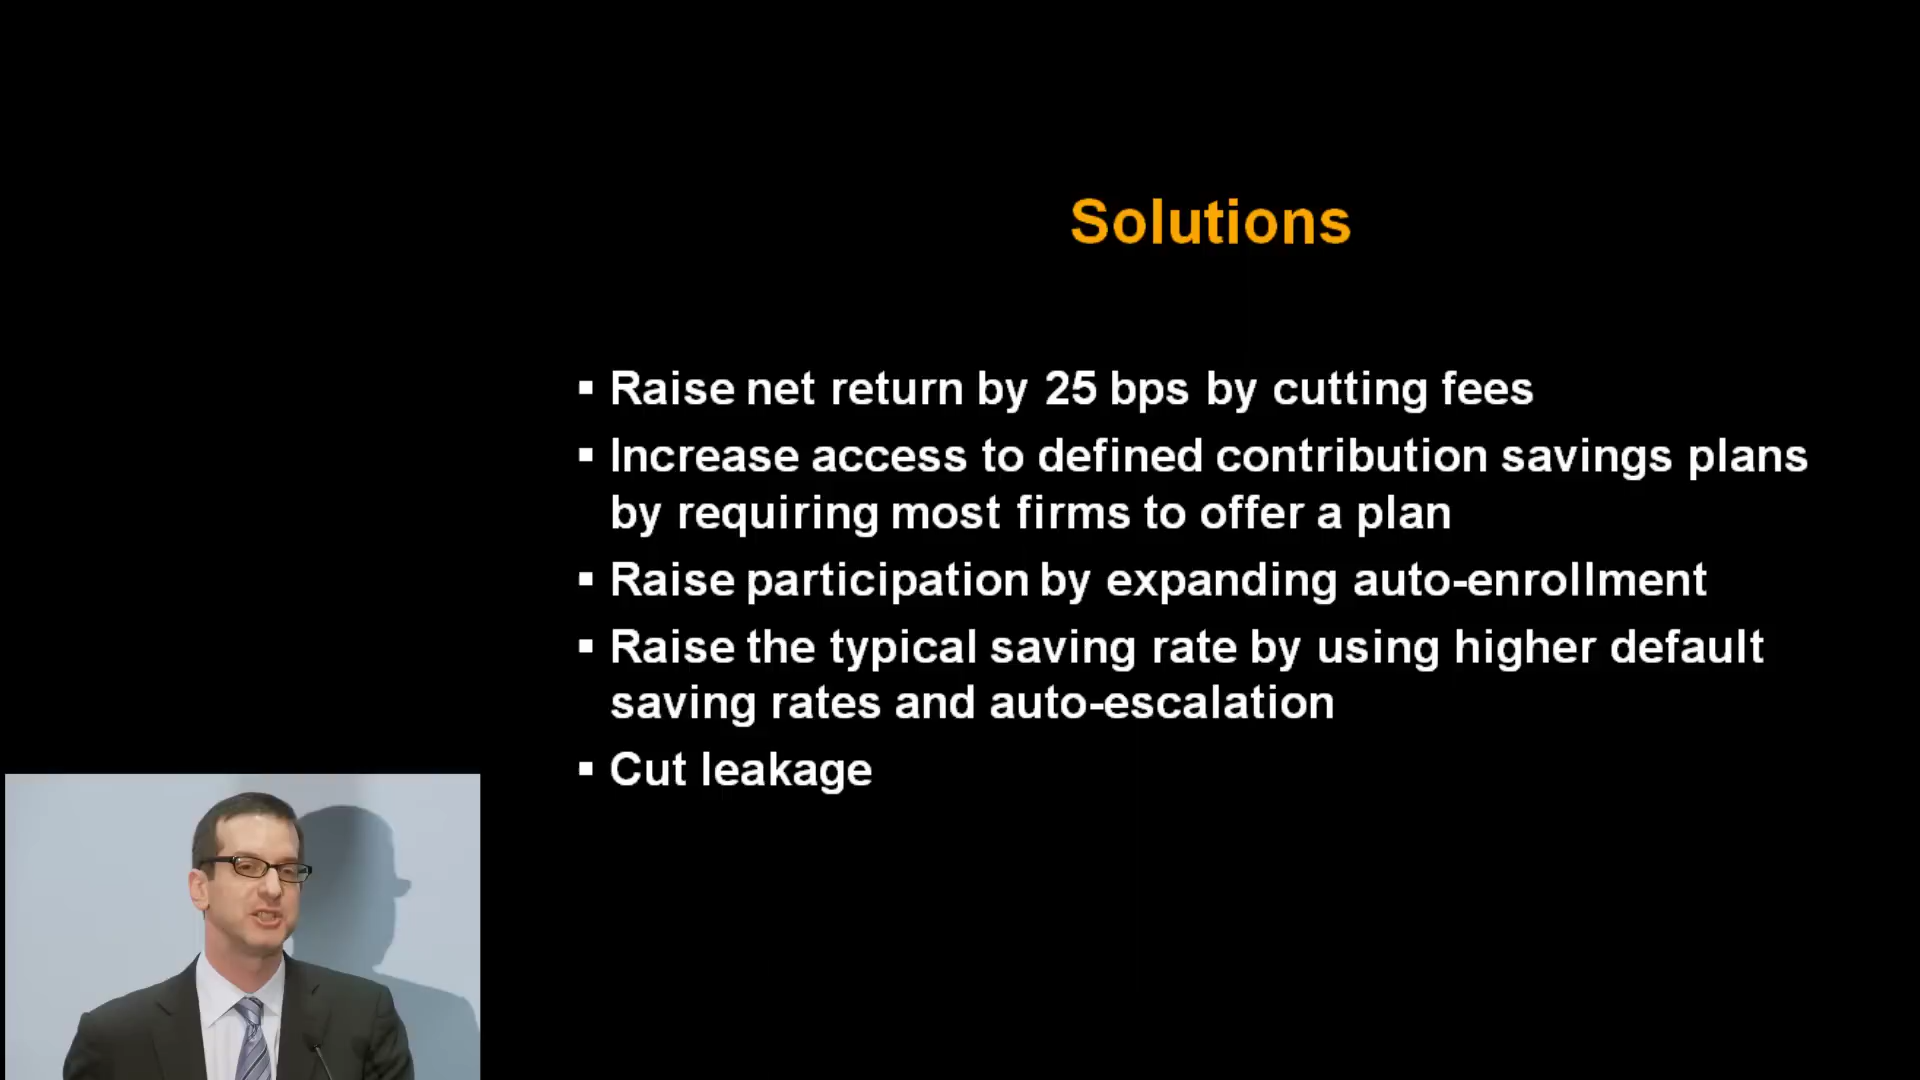 Solutions
▪ Raise net return by 25 bps by cutting fees
▪ Increase access to defined contribution savings plans
by requiring most firms to offer a plan
▪ Raise participation by expanding auto-enrollment
▪ Raise the typical saving rate by using higher default
saving rates and auto-escalation
▪ Cut leakage